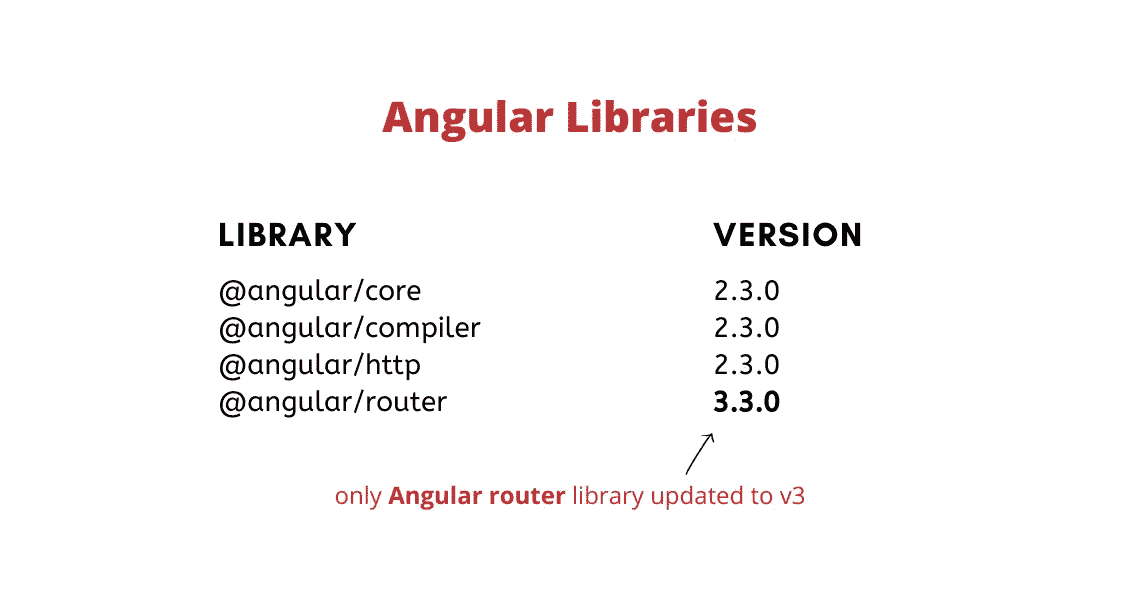 Angular Libraries
LIBRARY VERSION
@angular/core 2.3.0
@angular/compiler 2.3.0
@angular/http 2.3.0
@angular/router 3.3.0
only Angular router library updated to v3